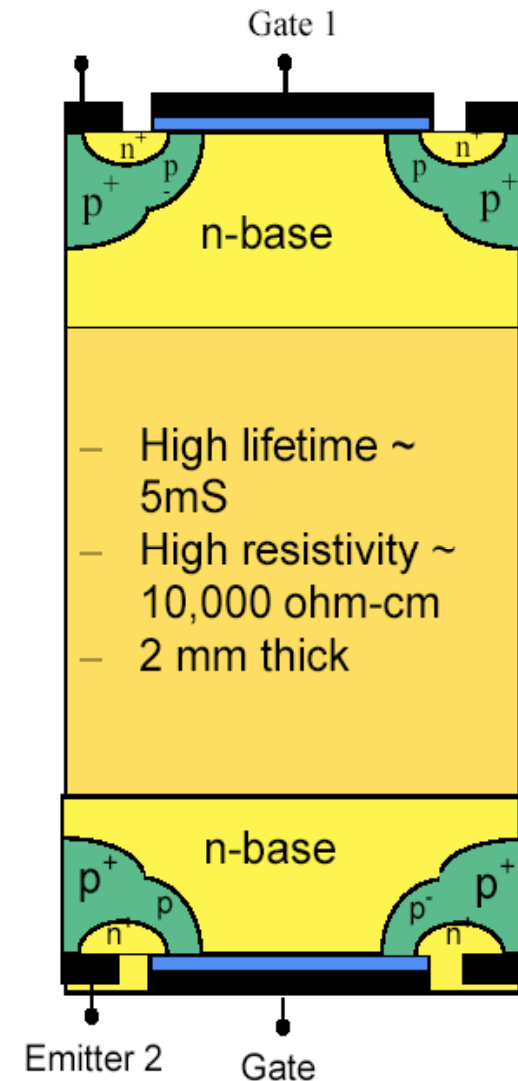 Gate 1
n+ n+
p p
-
p+ p+
n-base
– High lifetime ~
5mS
– High resistivity ~
10,000 ohm-cm
– 2 mm thick
n-base
p+ p+
p p-
n+ n+
Emitter 2 Gate